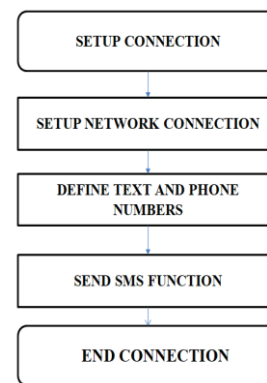 SETUP CONNECTION
SETUP NETWORK CONNECTION
DEFINE TEXT AND PHONE
NUMBERS
SEND SMS FUNCTION
END CONNECTION